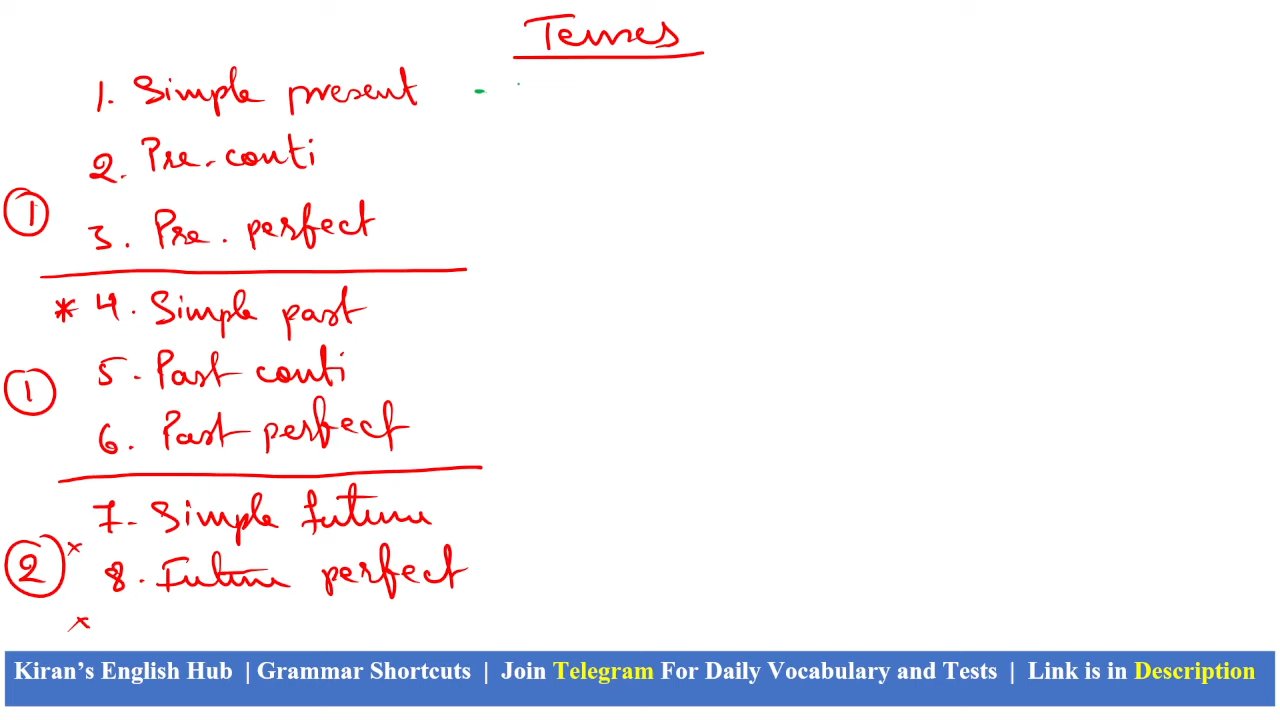 Tenses
1. Simple present -
2. Pre. conti
①
3. Pre. perfect
* 4. Simple past
① 5. Past conti
6. Past perfect
7. Simple future
② × 8. Future perfect
×
Kiran's English Hub | Grammar Shortcuts | Join Telegram For Daily Vocabulary and Tests | Link is in Description